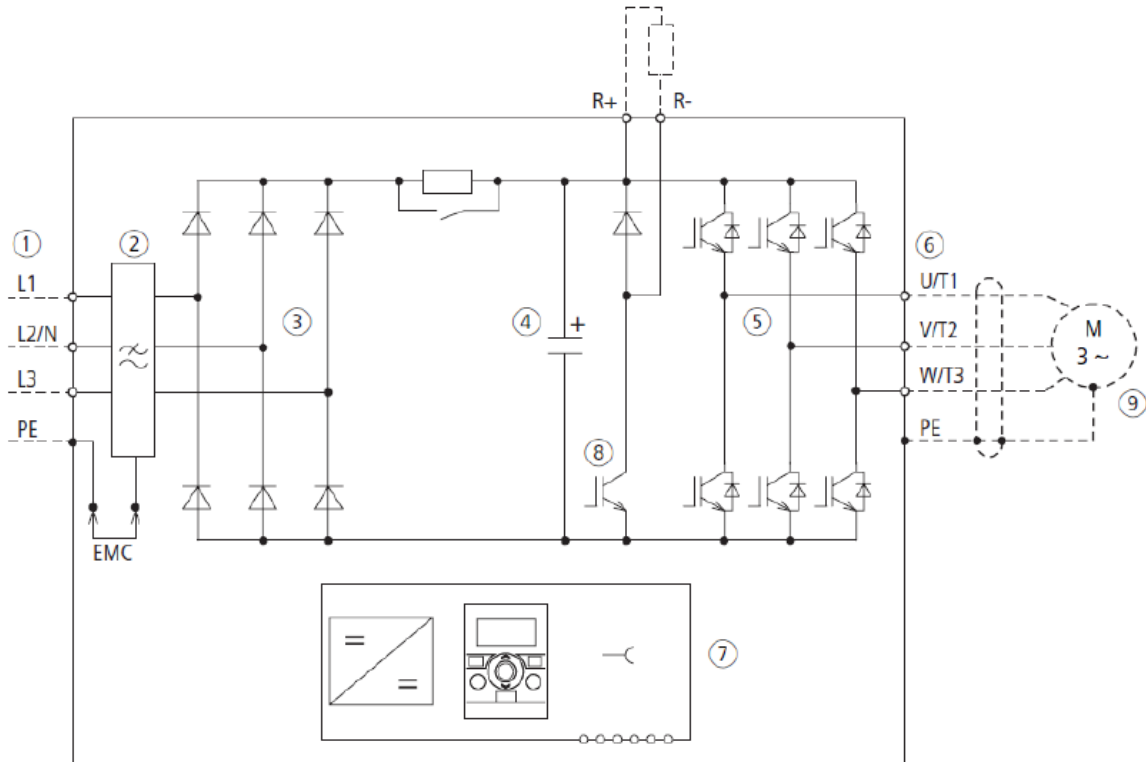 R+
R-
①
②
⑥
L1
U/T1
③
④
+
⑤
L2/N
V/T2
M
3 ~
L3
W/T3
⑨
PE
PE
⑧
EMC
⑦